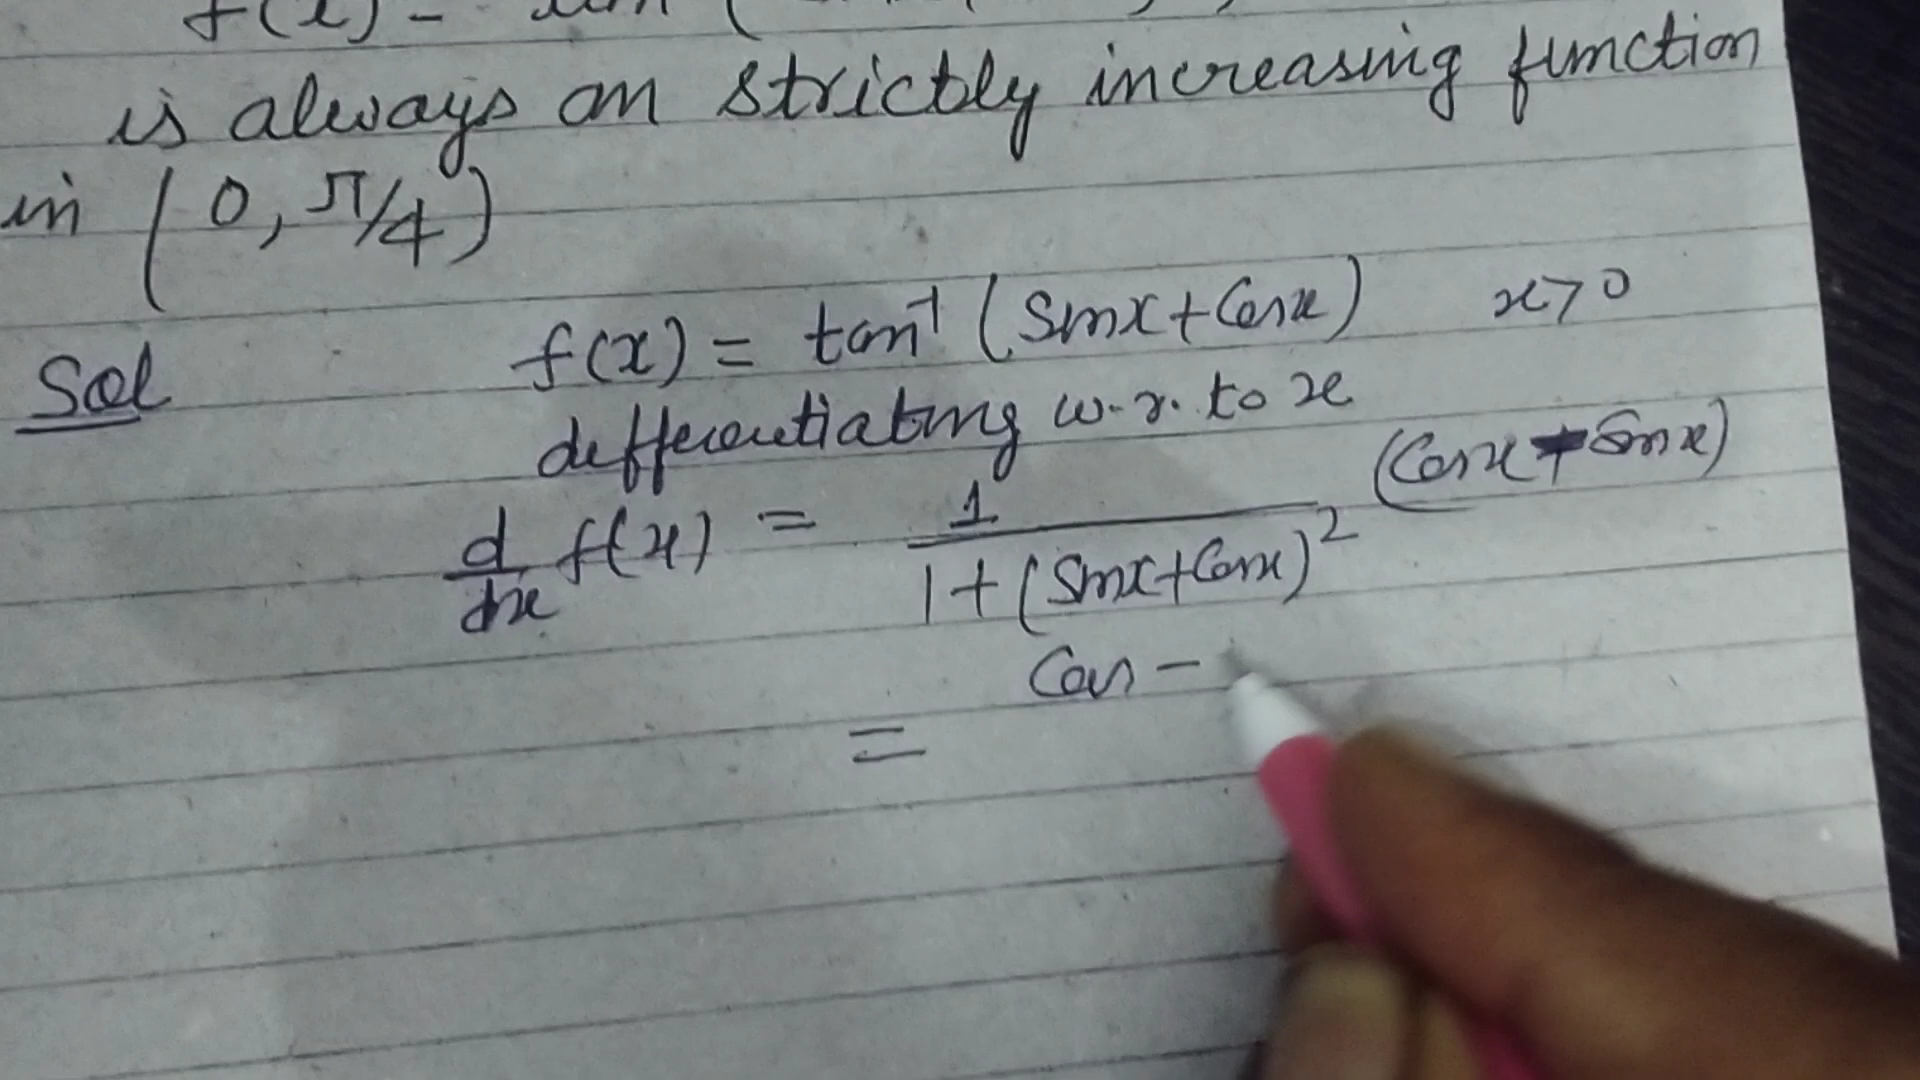 f(x) =
is always an strictly increasing function
in (0, π/4)
Sol f(x) = tan⁻¹ (Sinx + Cosx) x > 0
defferentiating w.r. to x
d/dx f(x) = 1/(1 + (Sinx + Cosx)²) (Cosx - Sinx)
= Cos -